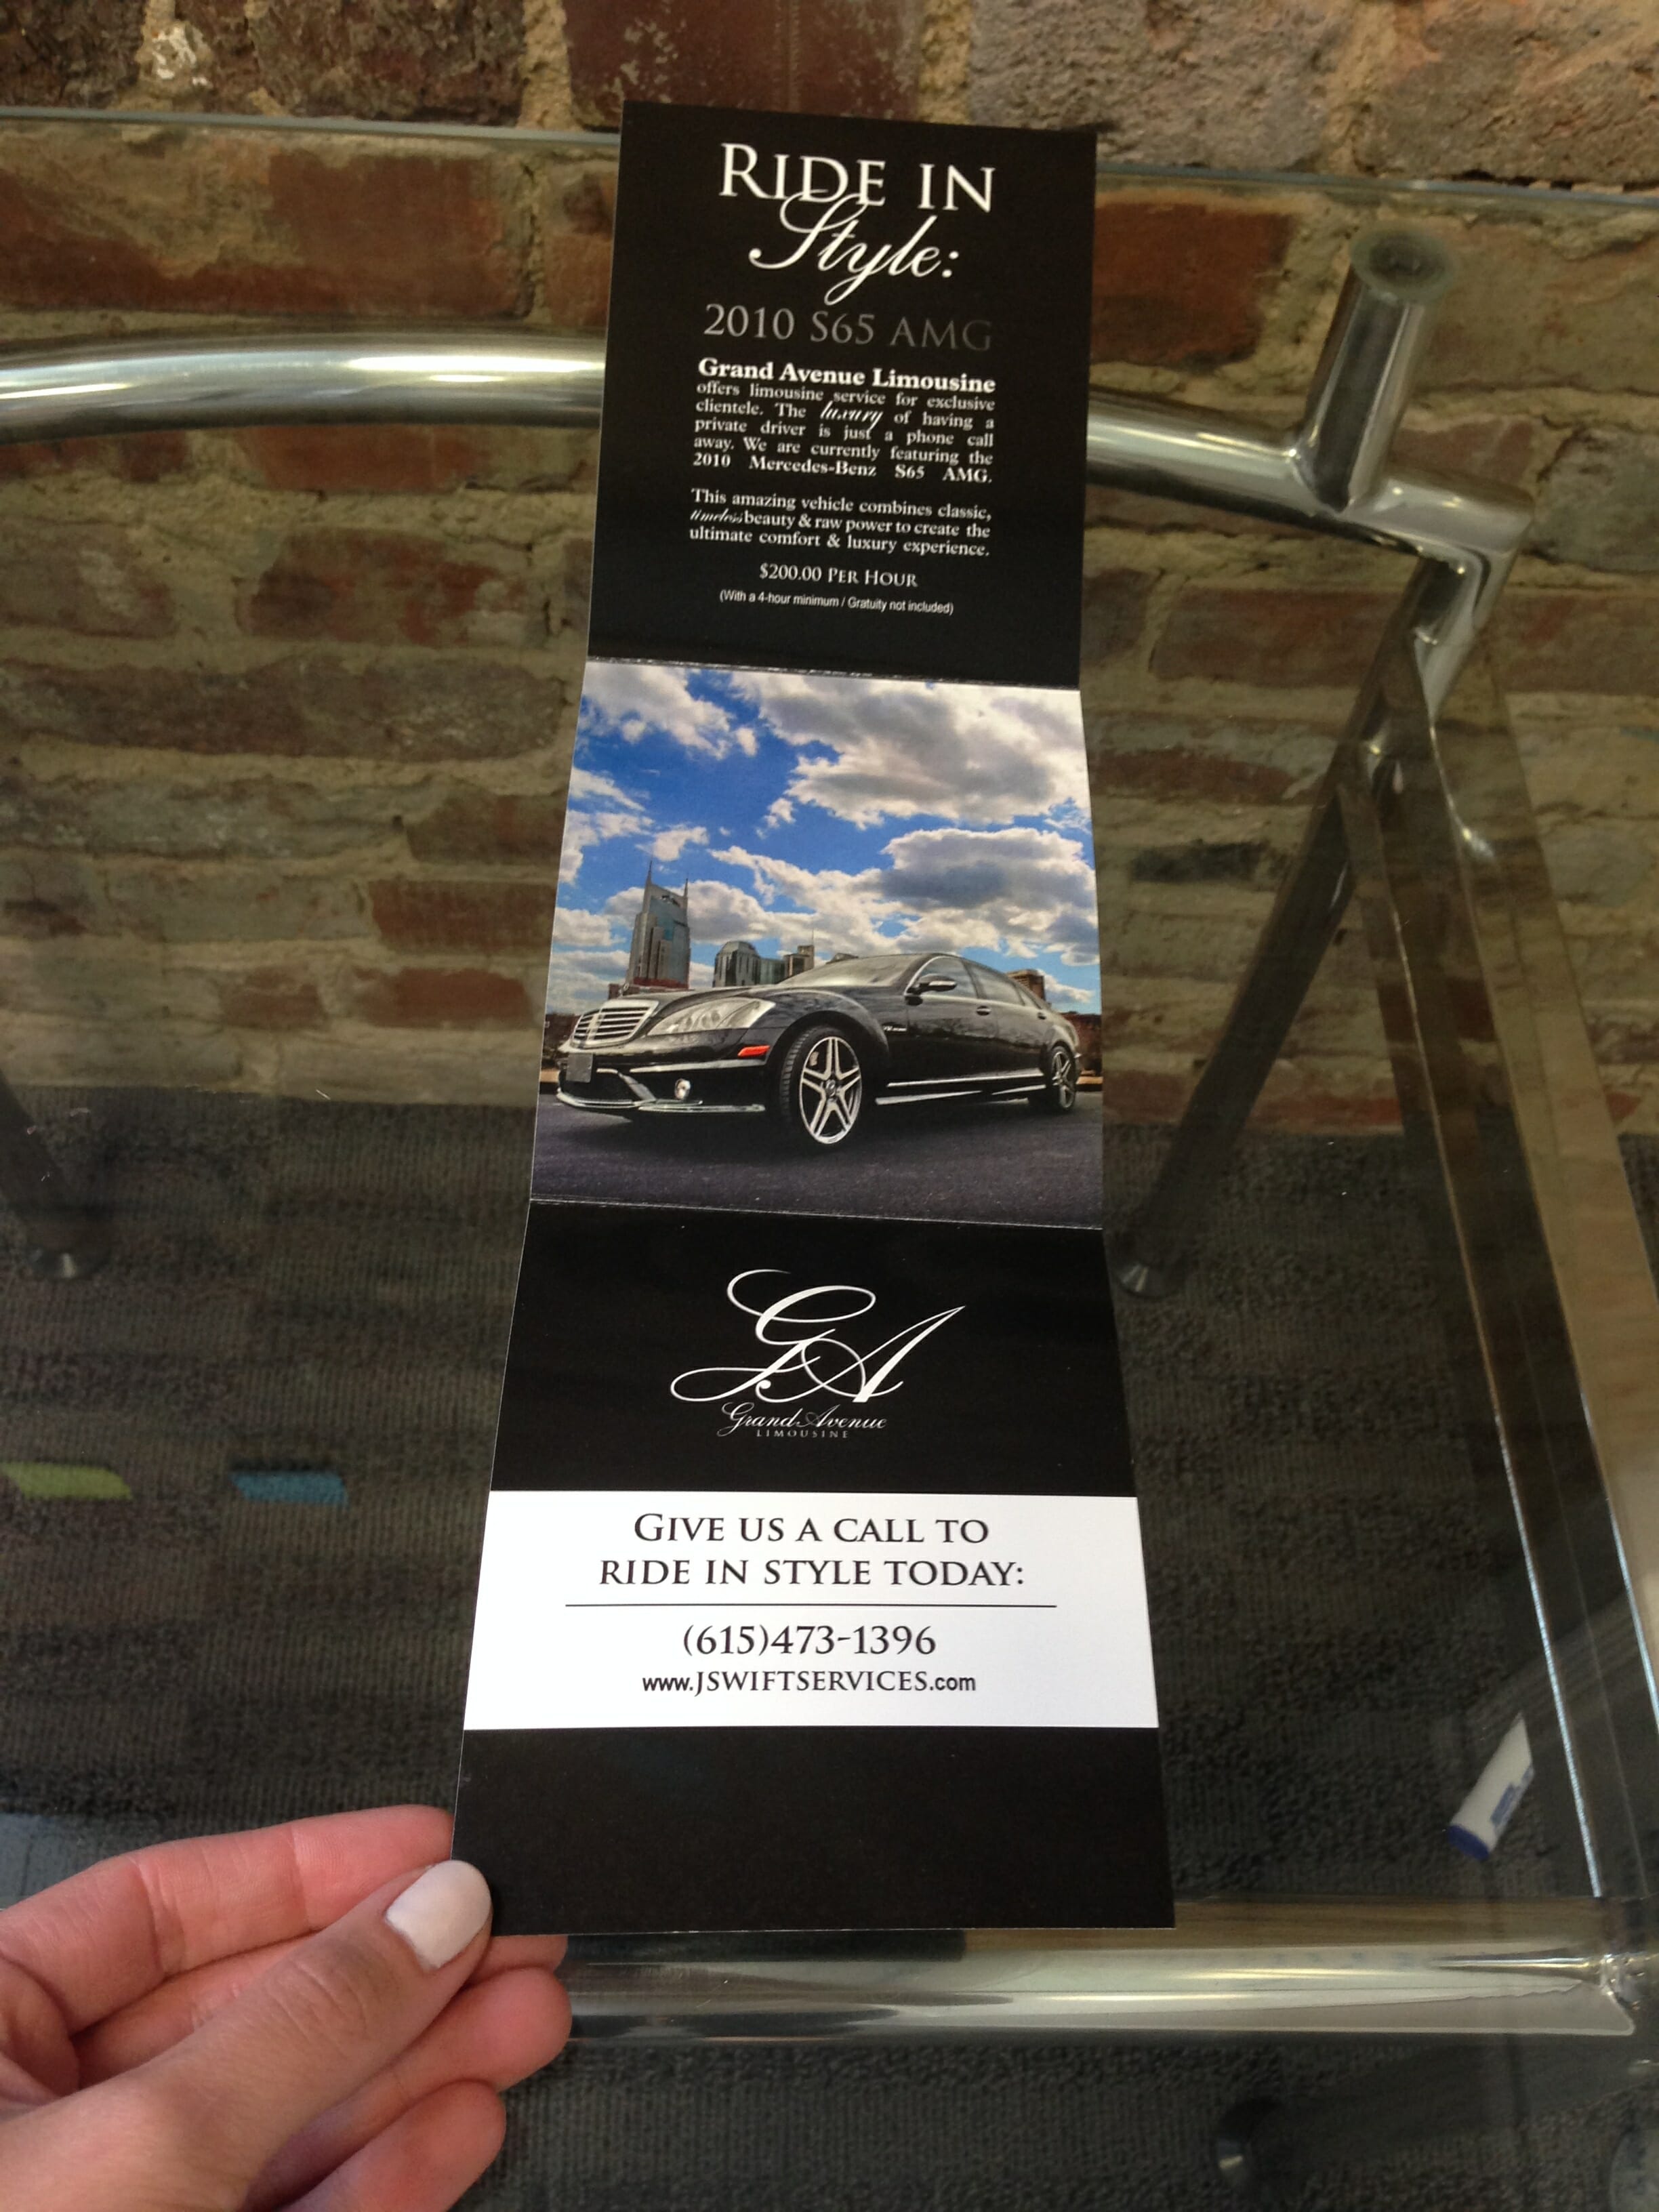 RIDE IN
Style:
2010 S65 AMG
Grand Avenue Limousine
offers limousine service for exclusive
clientele. The luxury of having a
private driver is just a phone call
away. We are currently featuring the
2010 Mercedes-Benz S65 AMG.
This amazing vehicle combines classic,
timeless beauty & raw power to create the
ultimate comfort & luxury experience.
$200.00 PER HOUR
(With a 4-hour minimum / Gratuity not included)
GA
Grand Avenue
LIMOUSINE
GIVE US A CALL TO
RIDE IN STYLE TODAY:
(615)473-1396
www.JSWIFTSERVICES.com